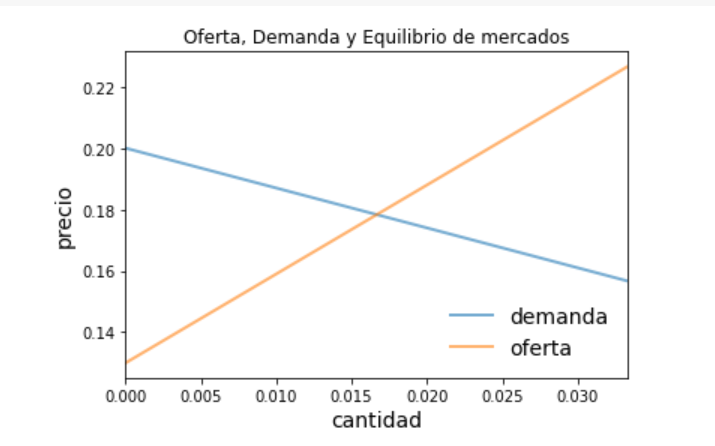 Oferta, Demanda y Equilibrio de mercados
0.22
0.20
0.18
0.16
0.14
precio
demanda
oferta
0.000 0.005 0.010 0.015 0.020 0.025 0.030
cantidad